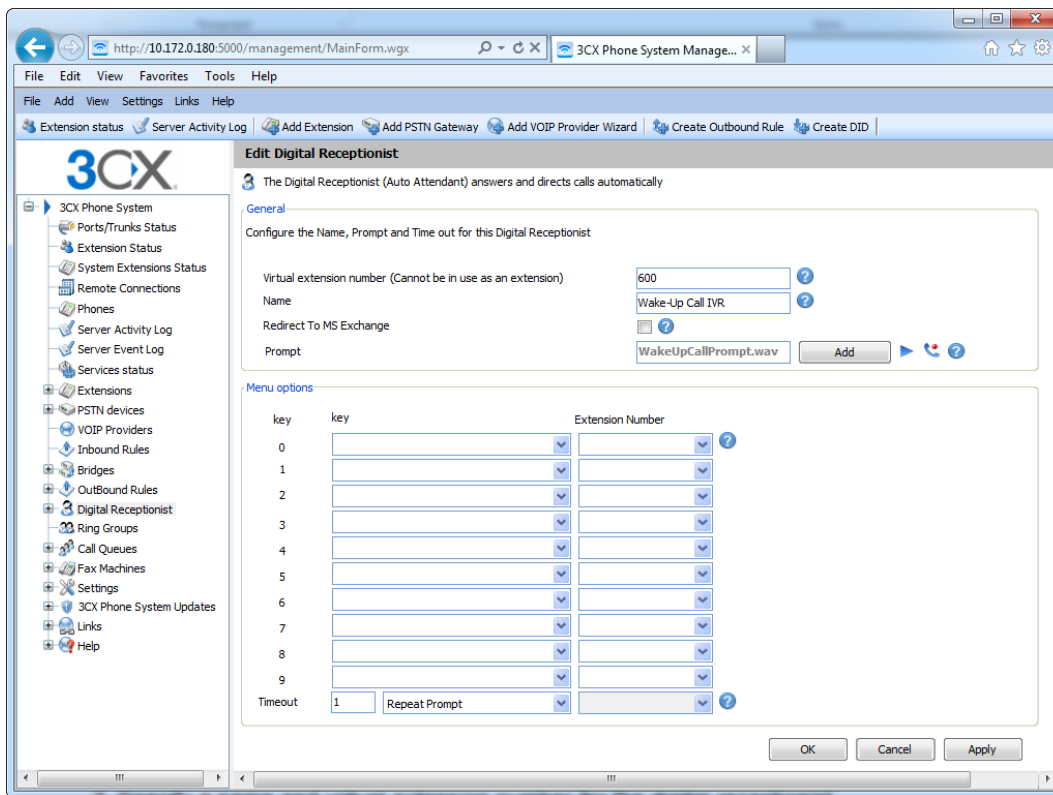 http://10.172.0.180:5000/management/MainForm.wgx
3CX Phone System Manage...
File Edit View Favorites Tools Help
File Add View Settings Links Help
Extension status Server Activity Log Add Extension Add PSTN Gateway Add VOIP Provider Wizard Create Outbound Rule Create DID
3CX
3CX Phone System
Ports/Trunks Status
Extension Status
System Extensions Status
Remote Connections
Phones
Server Activity Log
Server Event Log
Services status
Extensions
PSTN devices
VOIP Providers
Inbound Rules
Bridges
OutBound Rules
Digital Receptionist
Ring Groups
Call Queues
Fax Machines
Settings
3CX Phone System Updates
Links
Help
Edit Digital Receptionist
The Digital Receptionist (Auto Attendant) answers and directs calls automatically
General
Configure the Name, Prompt and Time out for this Digital Receptionist
Virtual extension number (Cannot be in use as an extension) 600
Name Wake-Up Call IVR
Redirect To MS Exchange
Prompt WakeUpCallPrompt.wav Add
Menu options
key key Extension Number
0
1
2
3
4
5
6
7
8
9
Timeout 1 Repeat Prompt
OK Cancel Apply